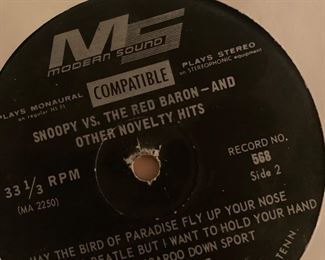 MS
MODERN SOUND
PLAYS MONAURAL
on regular Hi-Fi
COMPATIBLE
PLAYS STEREO
on STEREOPHONIC equipment
SNOOPY VS. THE RED BARON-AND
OTHER NOVELTY HITS
33 1/3 RPM
(MA 2250)
RECORD NO.
568
Side 2
MAY THE BIRD OF PARADISE FLY UP YOUR NOSE
BEATLE BUT I WANT TO HOLD YOUR HAND
DOWN SPORT
TENN.